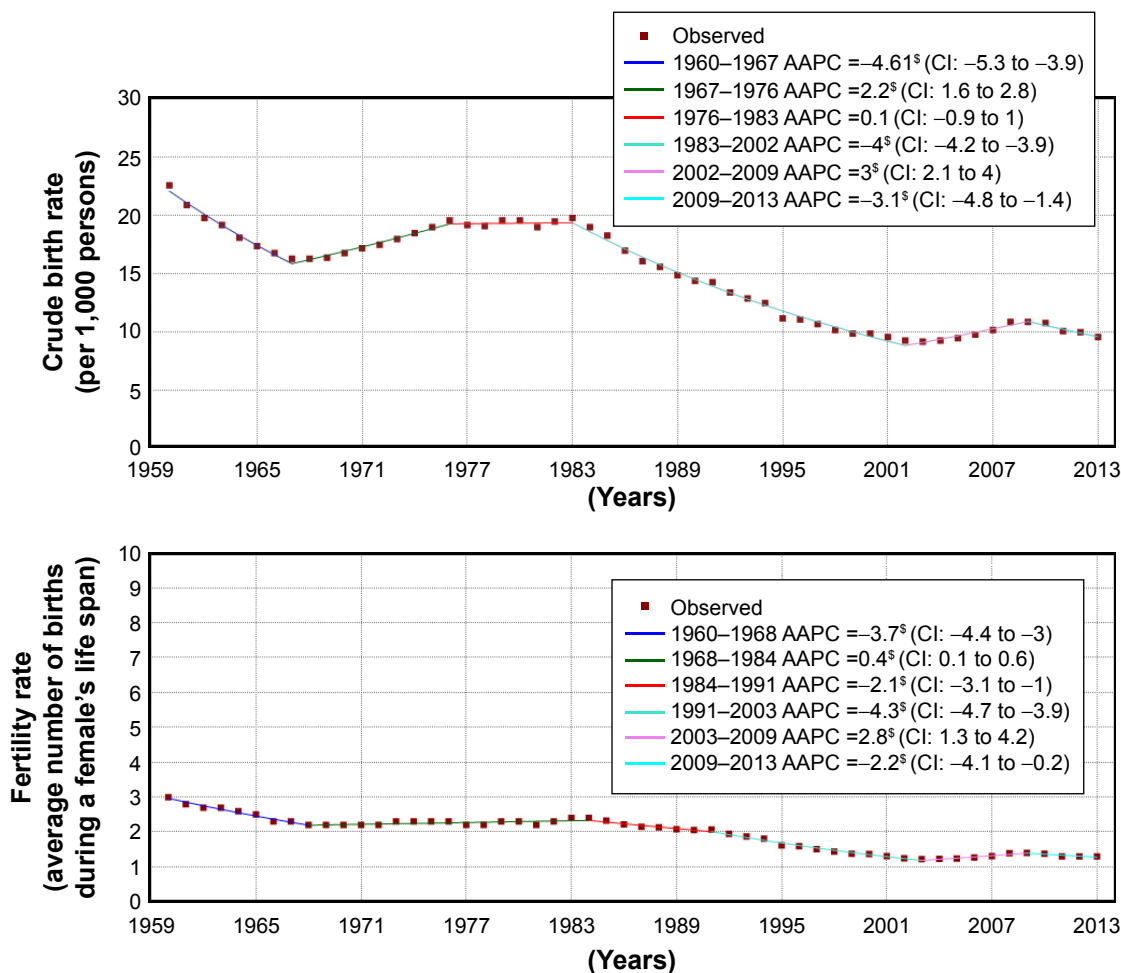 Observed
1960–1967 AAPC =–4.61$ (CI: –5.3 to –3.9)
1967–1976 AAPC =2.2$ (CI: 1.6 to 2.8)
1976–1983 AAPC =0.1 (CI: –0.9 to 1)
1983–2002 AAPC =–4$ (CI: –4.2 to –3.9)
2002–2009 AAPC =3$ (CI: 2.1 to 4)
2009–2013 AAPC =–3.1$ (CI: –4.8 to –1.4)
Crude birth rate
(per 1,000 persons)
30
25
20
15
10
5
0
1959 1965 1971 1977 1983 1989 1995 2001 2007 2013
(Years)
Observed
1960–1968 AAPC =–3.7$ (CI: –4.4 to –3)
1968–1984 AAPC =0.4$ (CI: 0.1 to 0.6)
1984–1991 AAPC =–2.1$ (CI: –3.1 to –1)
1991–2003 AAPC =–4.3$ (CI: –4.7 to –3.9)
2003–2009 AAPC =2.8$ (CI: 1.3 to 4.2)
2009–2013 AAPC =–2.2$ (CI: –4.1 to –0.2)
Fertility rate
(average number of births
during a female’s life span)
10
9
8
7
6
5
4
3
2
1
0
1959 1965 1971 1977 1983 1989 1995 2001 2007 2013
(Years)